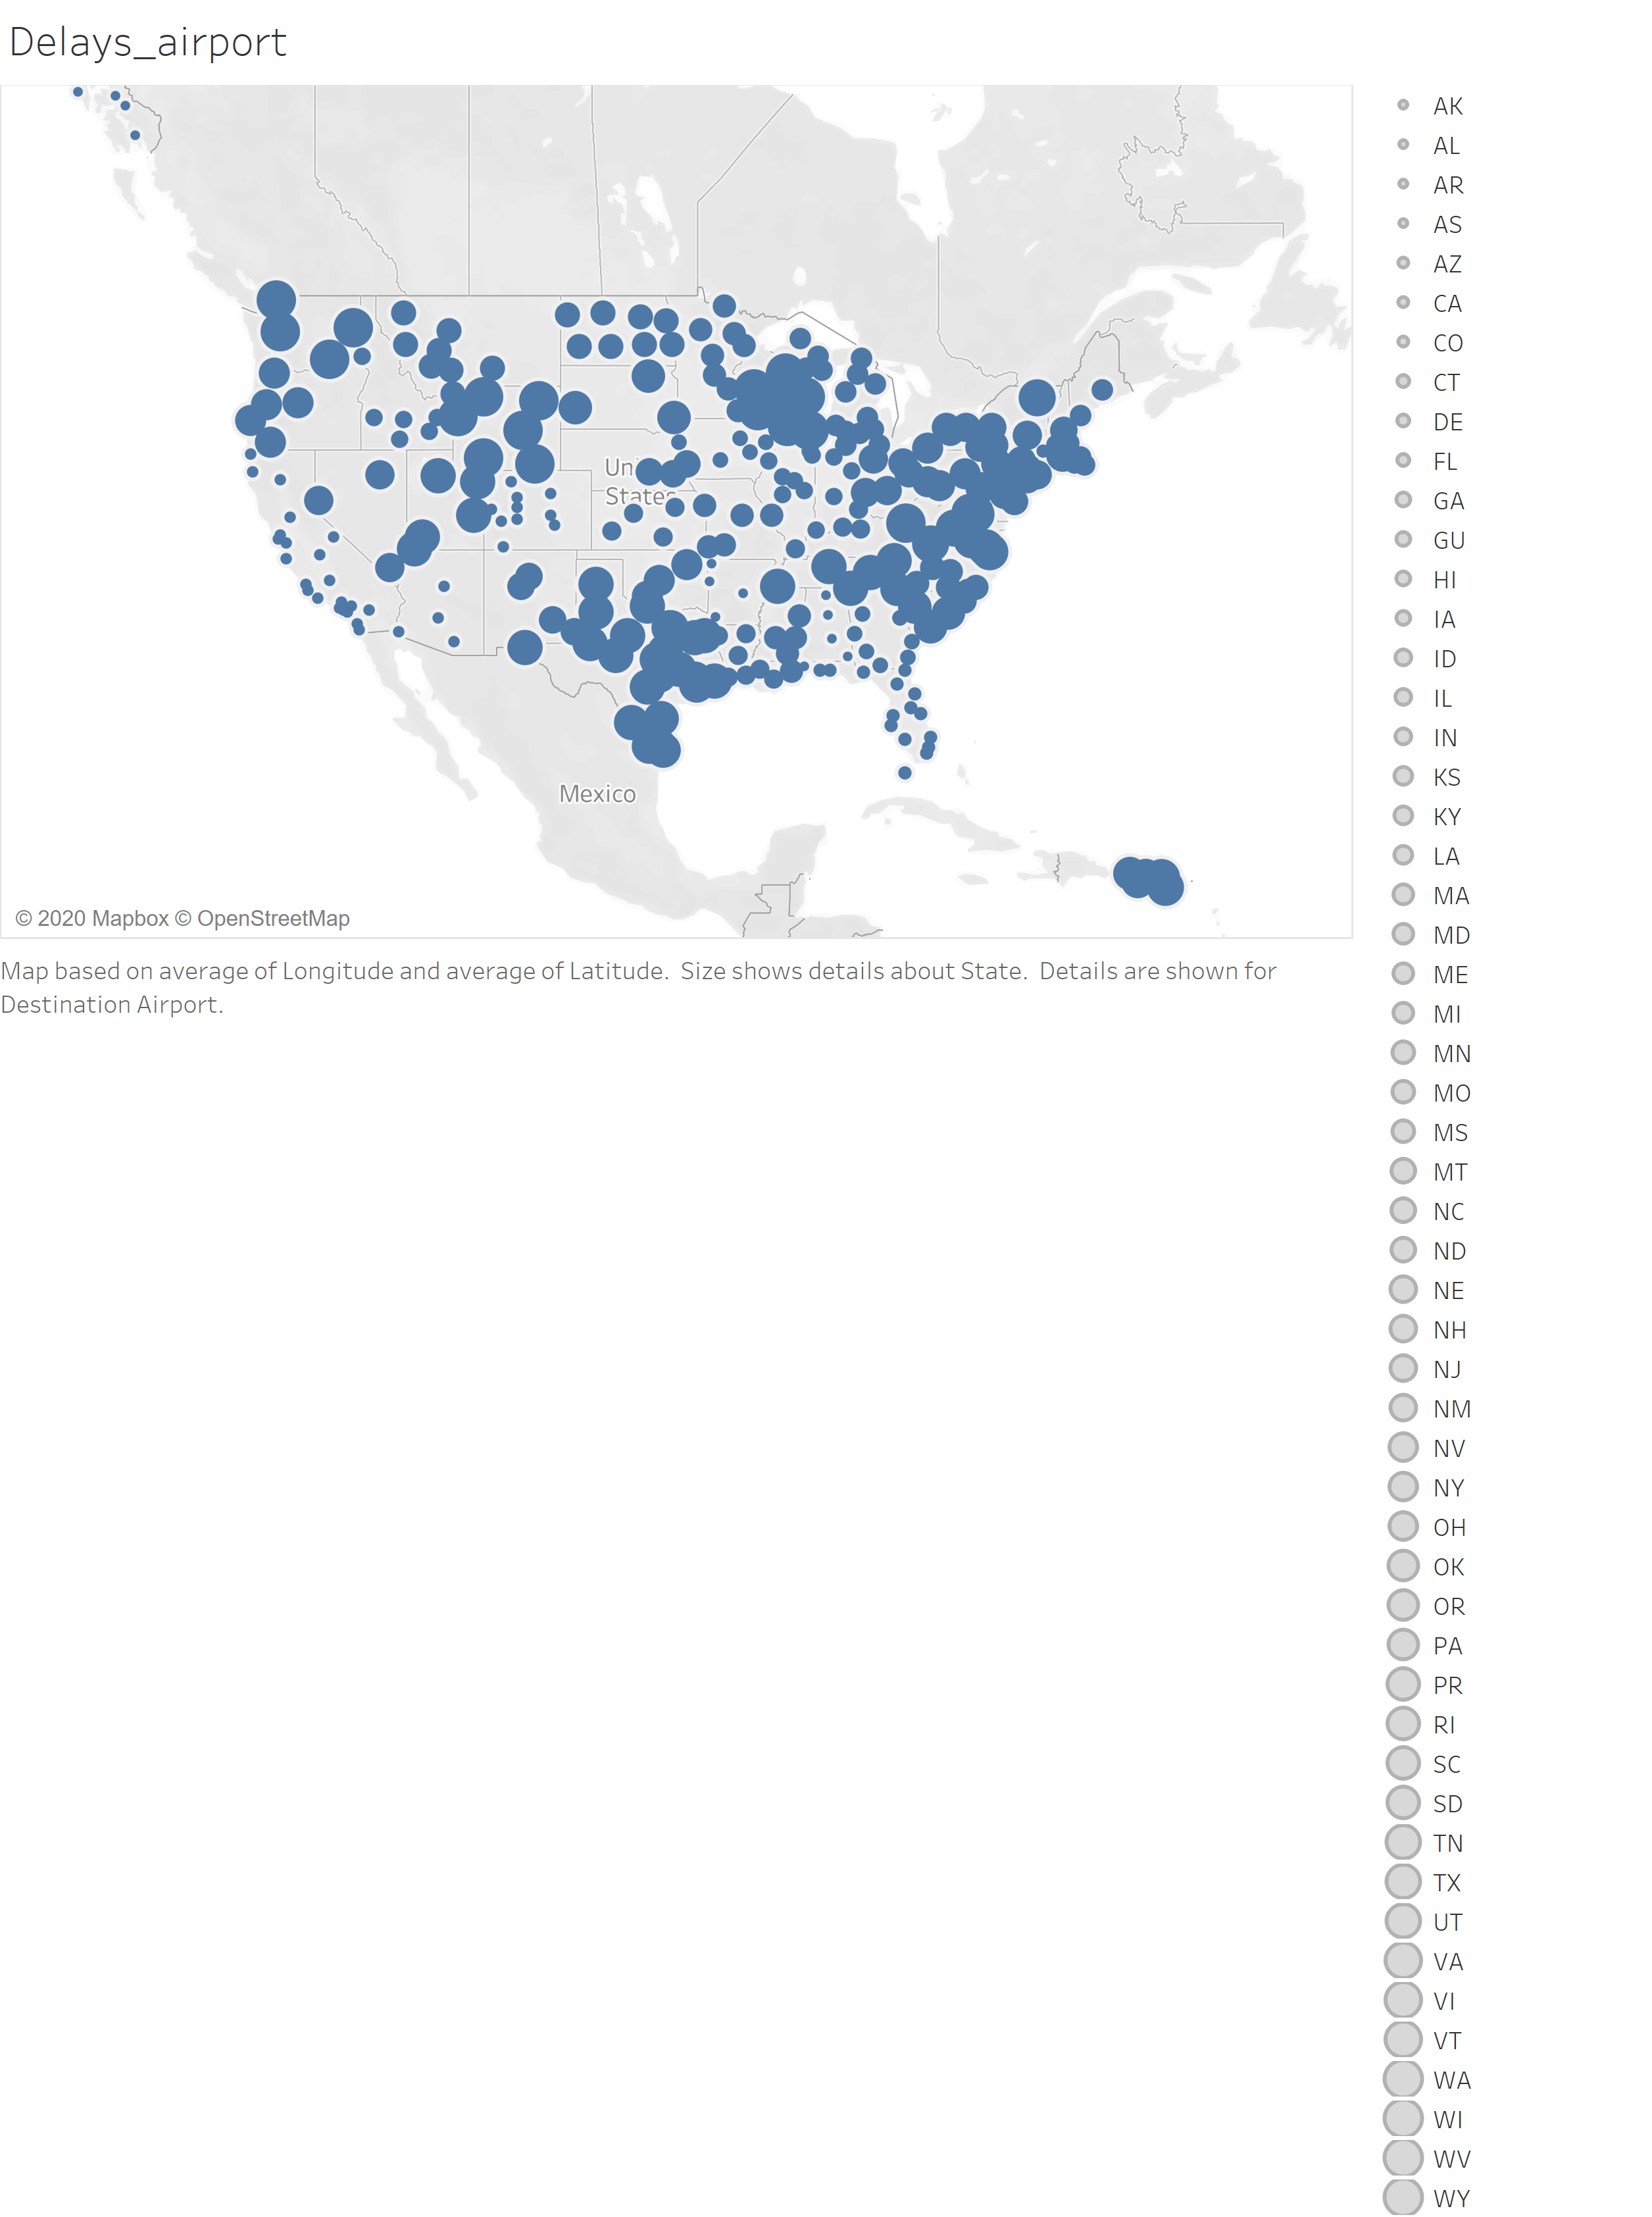 Delays_airport
United
States
Mexico
© 2020 Mapbox © OpenStreetMap
Map based on average of Longitude and average of Latitude. Size shows details about State. Details are shown for
Destination Airport.
AK
AL
AR
AS
AZ
CA
CO
CT
DE
FL
GA
GU
HI
IA
ID
IL
IN
KS
KY
LA
MA
MD
ME
MI
MN
MO
MS
MT
NC
ND
NE
NH
NJ
NM
NV
NY
OH
OK
OR
PA
PR
RI
SC
SD
TN
TX
UT
VA
VI
VT
WA
WI
WV
WY